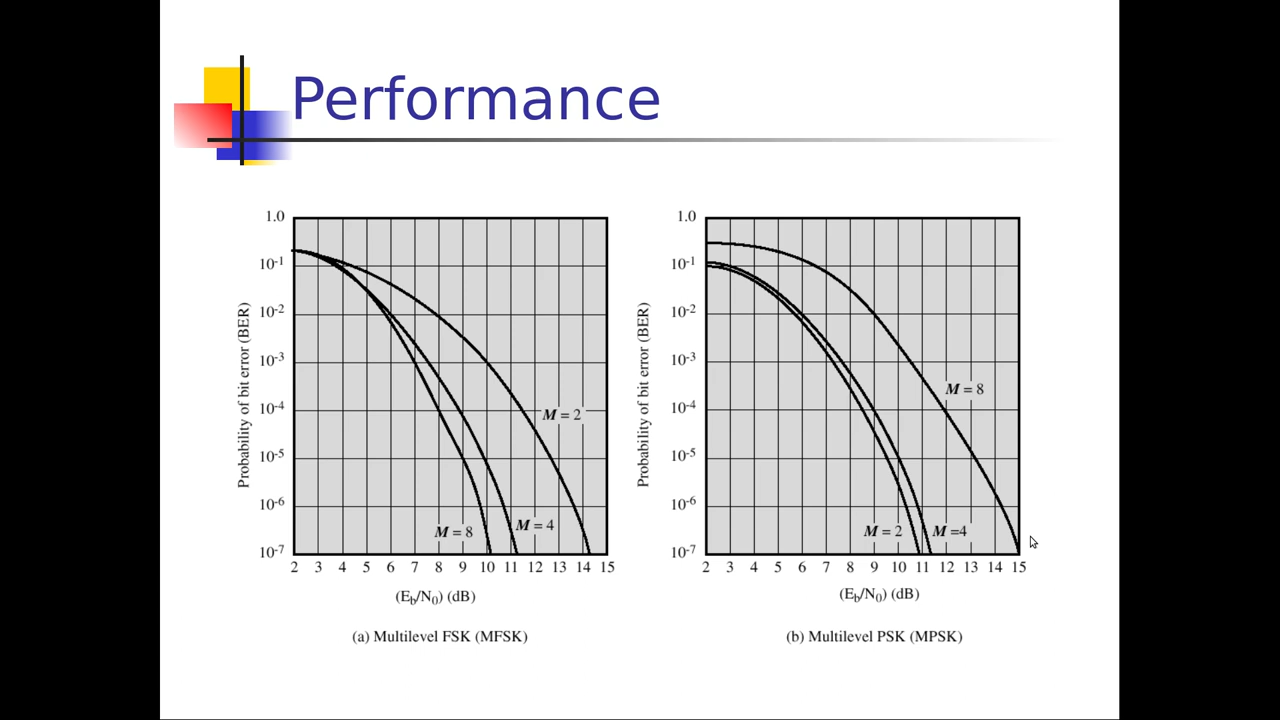 Performance
1.0
10-1
10-2
10-3
10-4
10-5
10-6
10-7
Probability of bit error (BER)
M = 2
M = 4
M = 8
2 3 4 5 6 7 8 9 10 11 12 13 14 15
(Eb/N0) (dB)
(a) Multilevel FSK (MFSK)
1.0
10-1
10-2
10-3
10-4
10-5
10-6
10-7
Probability of bit error (BER)
M = 8
M = 2
M =4
2 3 4 5 6 7 8 9 10 11 12 13 14 15
(Eb/N0) (dB)
(b) Multilevel PSK (MPSK)